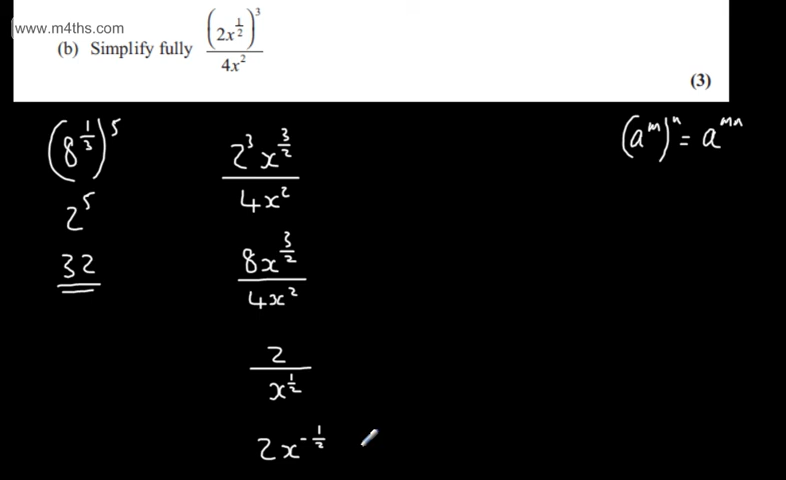 www.m4ths.com
(b) Simplify fully (2x^{1/2})^3 / 4x^2
(3)
(8^{1/3})^5
2^5
32
2^3 x^{3/2} / 4x^2
8x^{3/2} / 4x^2
2 / x^{1/2}
2x^{-1/2}
(a^m)^n = a^{mn}